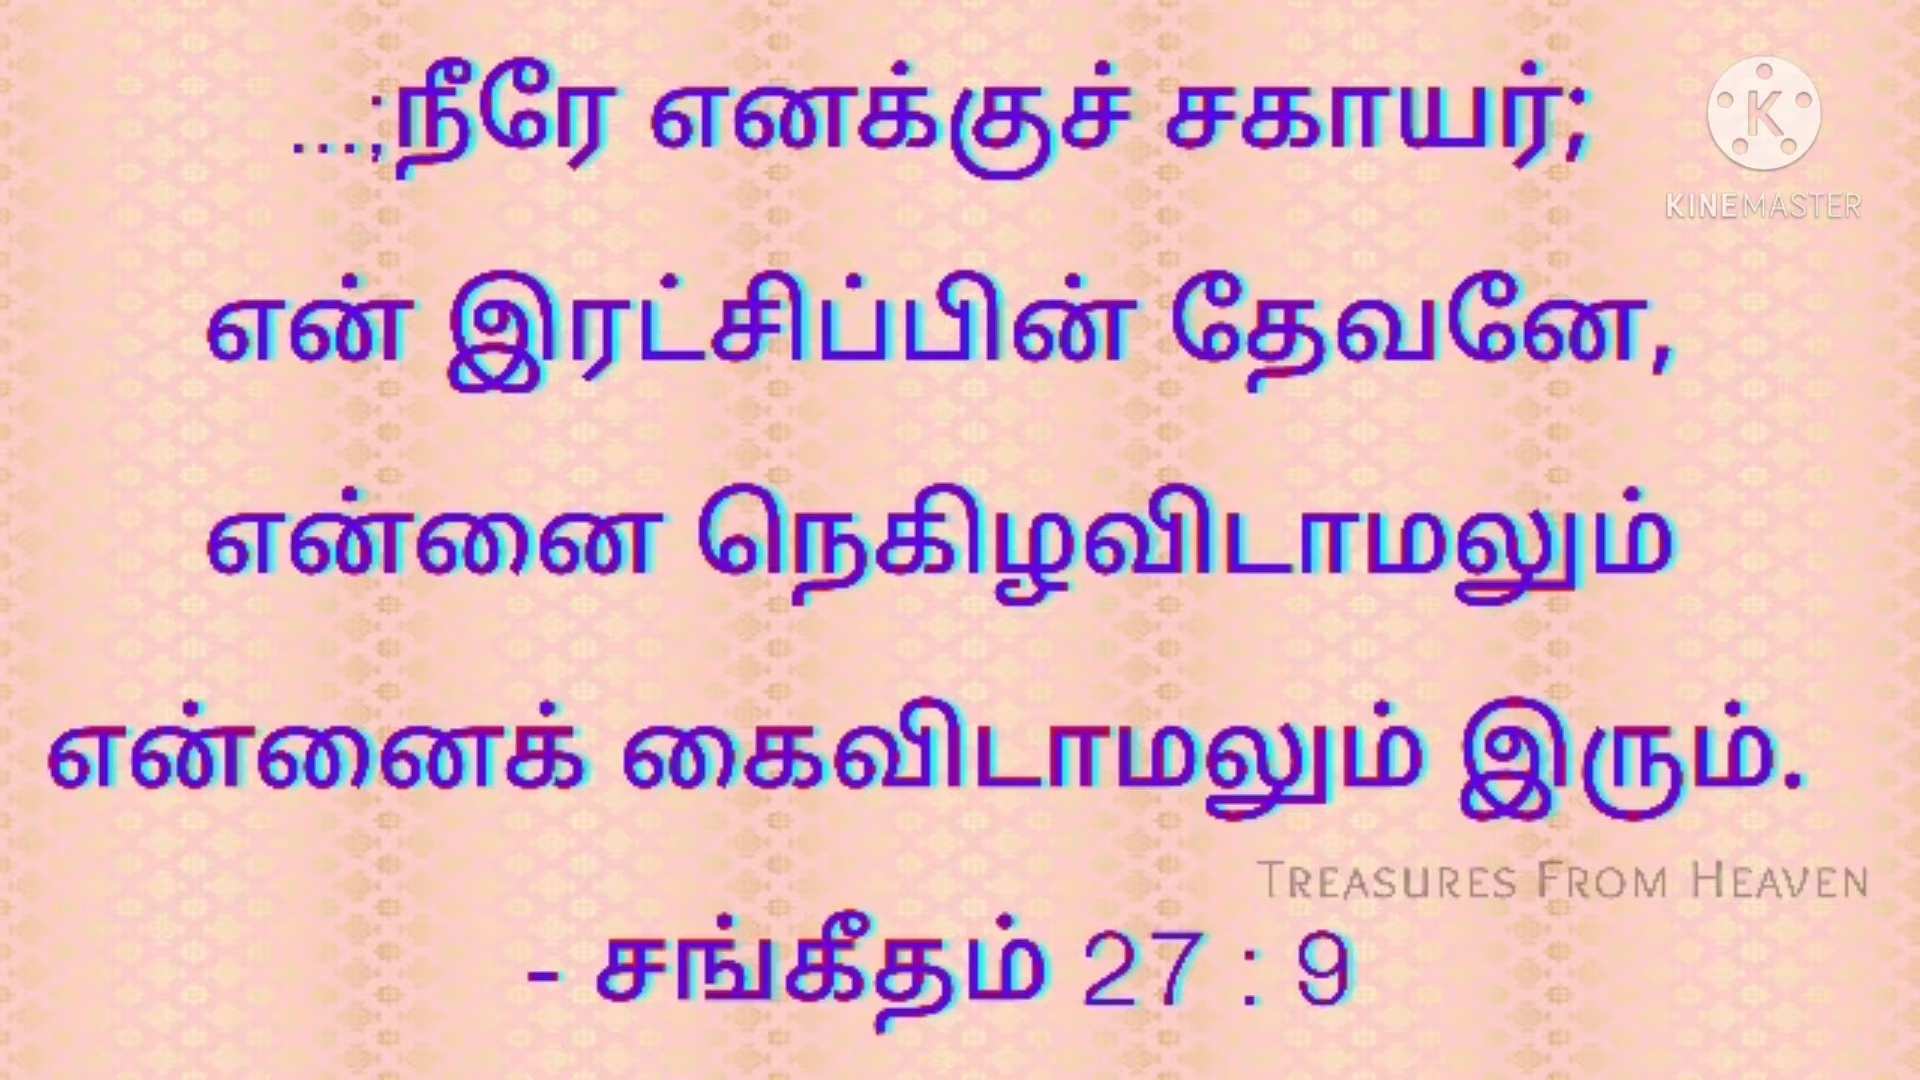 ...;நீரே எனக்குச் சகாயர்;
KINEMASTER
என் இரட்சிப்பின் தேவனே,
என்னை நெகிழவிடாமலும்
என்னைக் கைவிடாமலும் இரும்.
TREASURES FROM HEAVEN
- சங்கீதம் 27 : 9